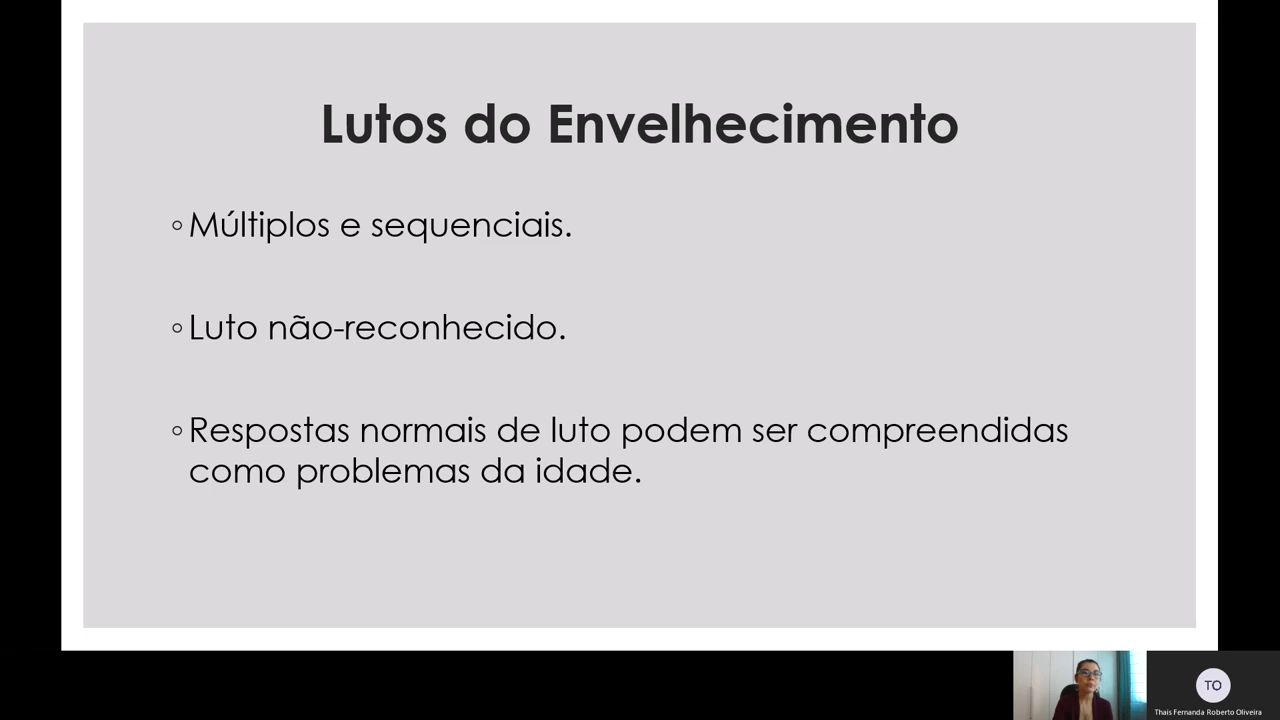 Lutos do Envelhecimento
◦Múltiplos e sequenciais.
◦Luto não-reconhecido.
◦Respostas normais de luto podem ser compreendidas
como problemas da idade.
TO
Thais Fernanda Roberto Oliveira